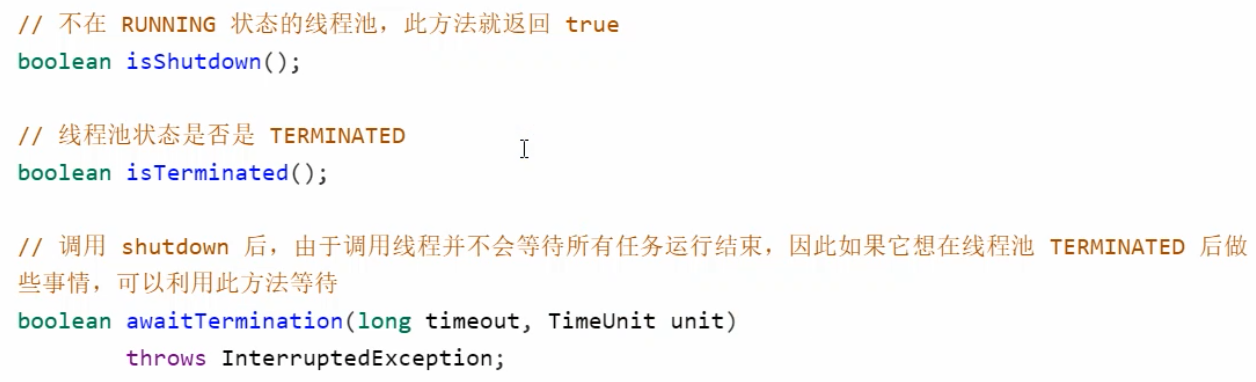 // 不在 RUNNING 状态的线程池，此方法就返回 true
boolean isShutdown();
// 线程池状态是否是 TERMINATED
boolean isTerminated();
// 调用 shutdown 后，由于调用线程并不会等待所有任务运行结束，因此如果它想在线程池 TERMINATED 后做
些事情，可以利用此方法等待
boolean awaitTermination(long timeout, TimeUnit unit)
throws InterruptedException;